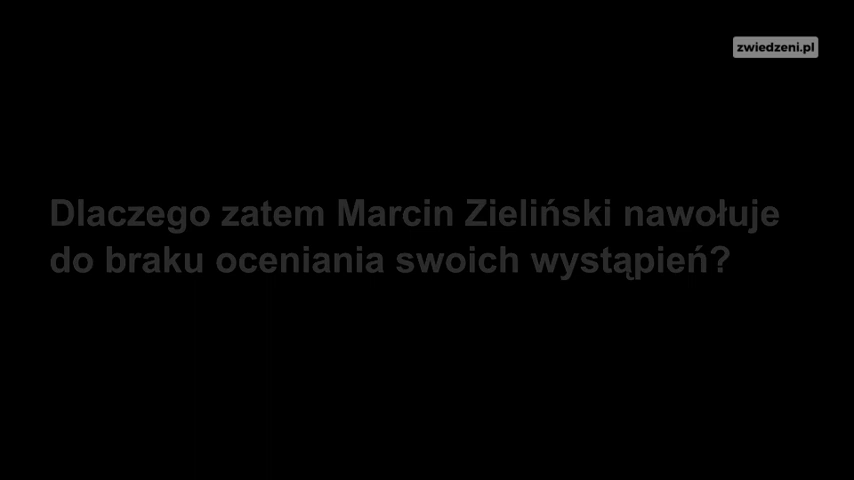 zwiedzeni.pl
Dlaczego zatem Marcin Zieliński nawołuje
do braku oceniania swoich wystąpień?